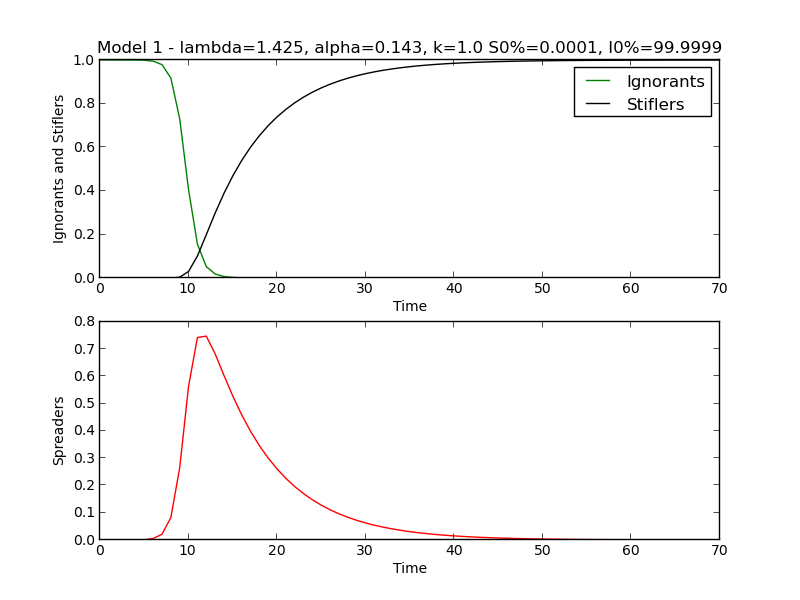 Model 1 - lambda=1.425, alpha=0.143, k=1.0 S0%=0.0001, I0%=99.9999
1.0
0.8
0.6
0.4
0.2
0.0
Ignorants and Stiflers
Ignorants
Stiflers
0 10 20 30 40 50 60 70
Time
0.8
0.7
0.6
0.5
0.4
0.3
0.2
0.1
0.0
Spreaders
0 10 20 30 40 50 60 70
Time